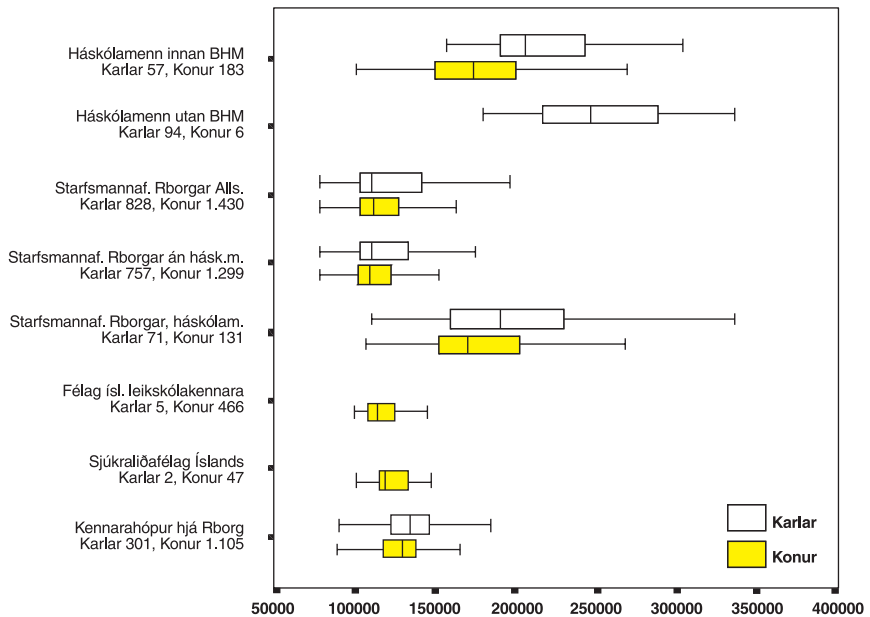 Háskólamenn innan BHM
Karlar 57, Konur 183
Háskólamenn utan BHM
Karlar 94, Konur 6
Starfsmannaf. Rborgar Alls.
Karlar 828, Konur 1.430
Starfsmannaf. Rborgar án hásk.m.
Karlar 757, Konur 1.299
Starfsmannaf. Rborgar, háskólam.
Karlar 71, Konur 131
Félag ísl. leikskólakennara
Karlar 5, Konur 466
Sjúkraliðafélag Íslands
Karlar 2, Konur 47
Kennarahópur hjá Rborg
Karlar 301, Konur 1.105
Karlar
Konur
50000 100000 150000 200000 250000 300000 350000 400000